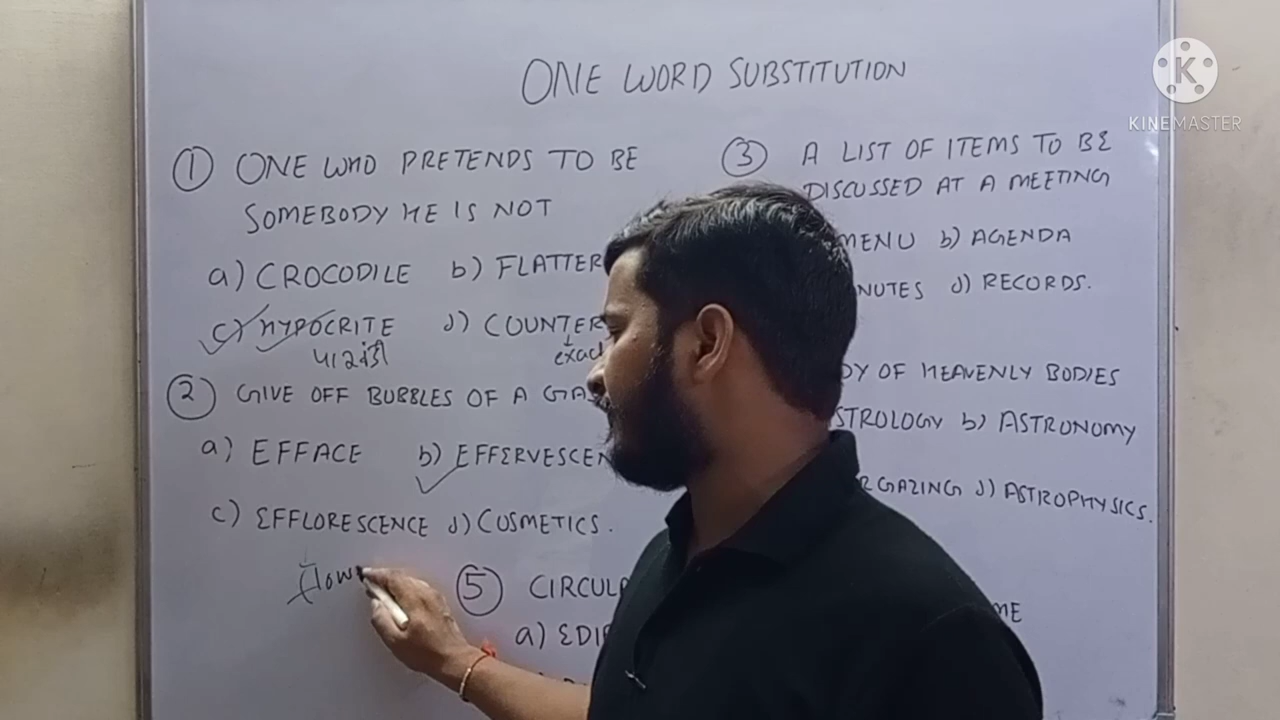 ONE WORD SUBSTITUTION
① ONE WHO PRETENDS TO BE
SOMEBODY HE IS NOT
a) CROCODILE b) FLATTER
c) HYPOCRITE d) COUNTER
पाखंडी
exac
② GIVE OFF BUBBLES OF A GA
a) EFFACE b) EFFERVESCEN
c) EFFLORESCENCE d) COSMETICS.
flow
③ A LIST OF ITEMS TO BE
DISCUSSED AT A MEETING
MENU b) AGENDA
NUTES d) RECORDS.
DY OF HEAVENLY BODIES
STROLOGY b) ASTRONOMY
RGAZING d) ASTROPHYSICS.
⑤ CIRCULA
ME
a) EDI
K
KINEMASTER